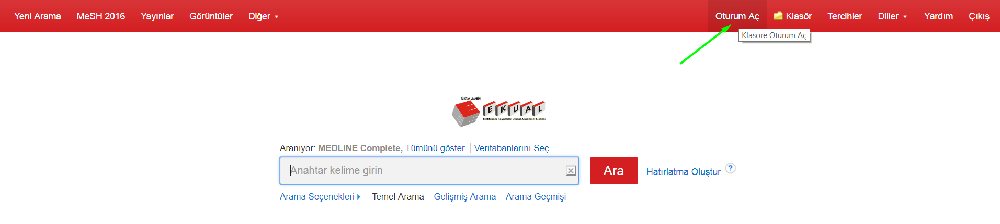 Yeni Arama MeSH 2016 Yayınlar Görüntüler Diğer Oturum Aç Klasör Tercihler Diller Yardım Çıkış
Klasöre Oturum Aç
TÜBİTAK ULAKBİM
EKUAL
Elektronik Kaynaklar Ulusal Akademik Lisansı
Aranıyor: MEDLINE Complete, Tümünü göster Veritabanlarını Seç
Anahtar kelime girin Ara Hatırlatma Oluştur ?
Arama Seçenekleri Temel Arama Gelişmiş Arama Arama Geçmişi